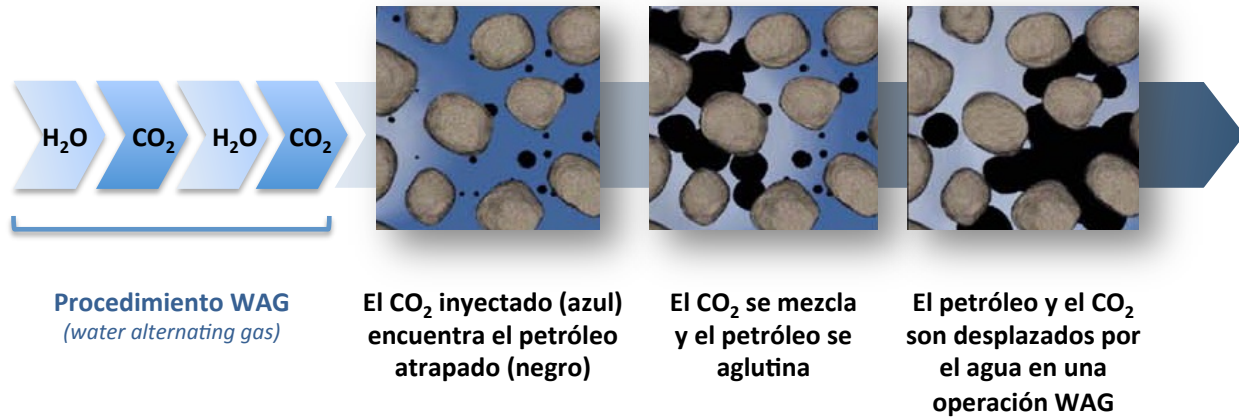 H₂O
CO₂
H₂O
CO₂
Procedimiento WAG
(water alternating gas)
El CO₂ inyectado (azul)
encuentra el petróleo
atrapado (negro)
El CO₂ se mezcla
y el petróleo se
aglutina
El petróleo y el CO₂
son desplazados por
el agua en una
operación WAG